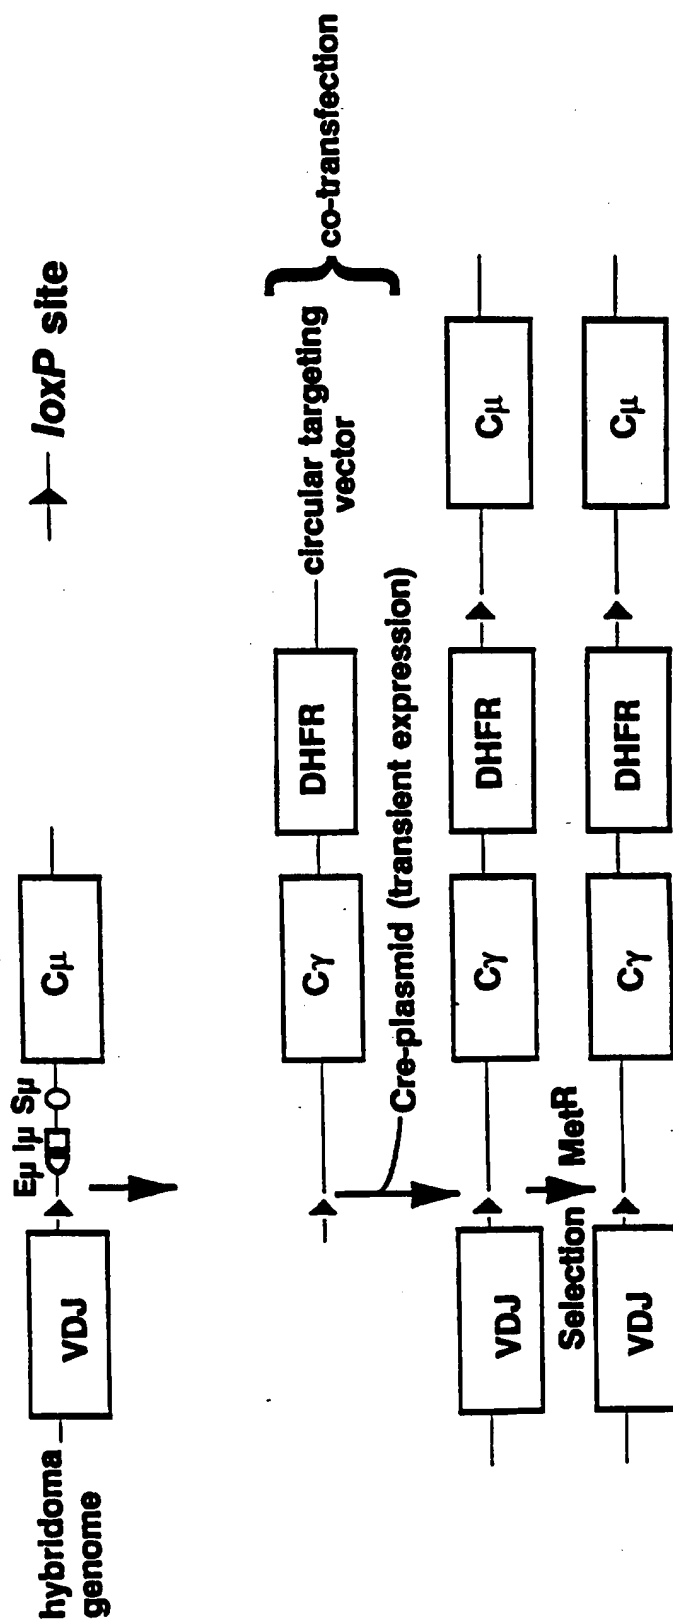 loxP site
Eμ Iμ Sμ
hybridoma
genome
VDJ
Cμ
Cγ
DHFR
circular targeting
vector
co-transfection
Cre-plasmid (transient expression)
VDJ
Cγ
DHFR
Cμ
Selection MetR
VDJ
Cγ
DHFR
Cμ